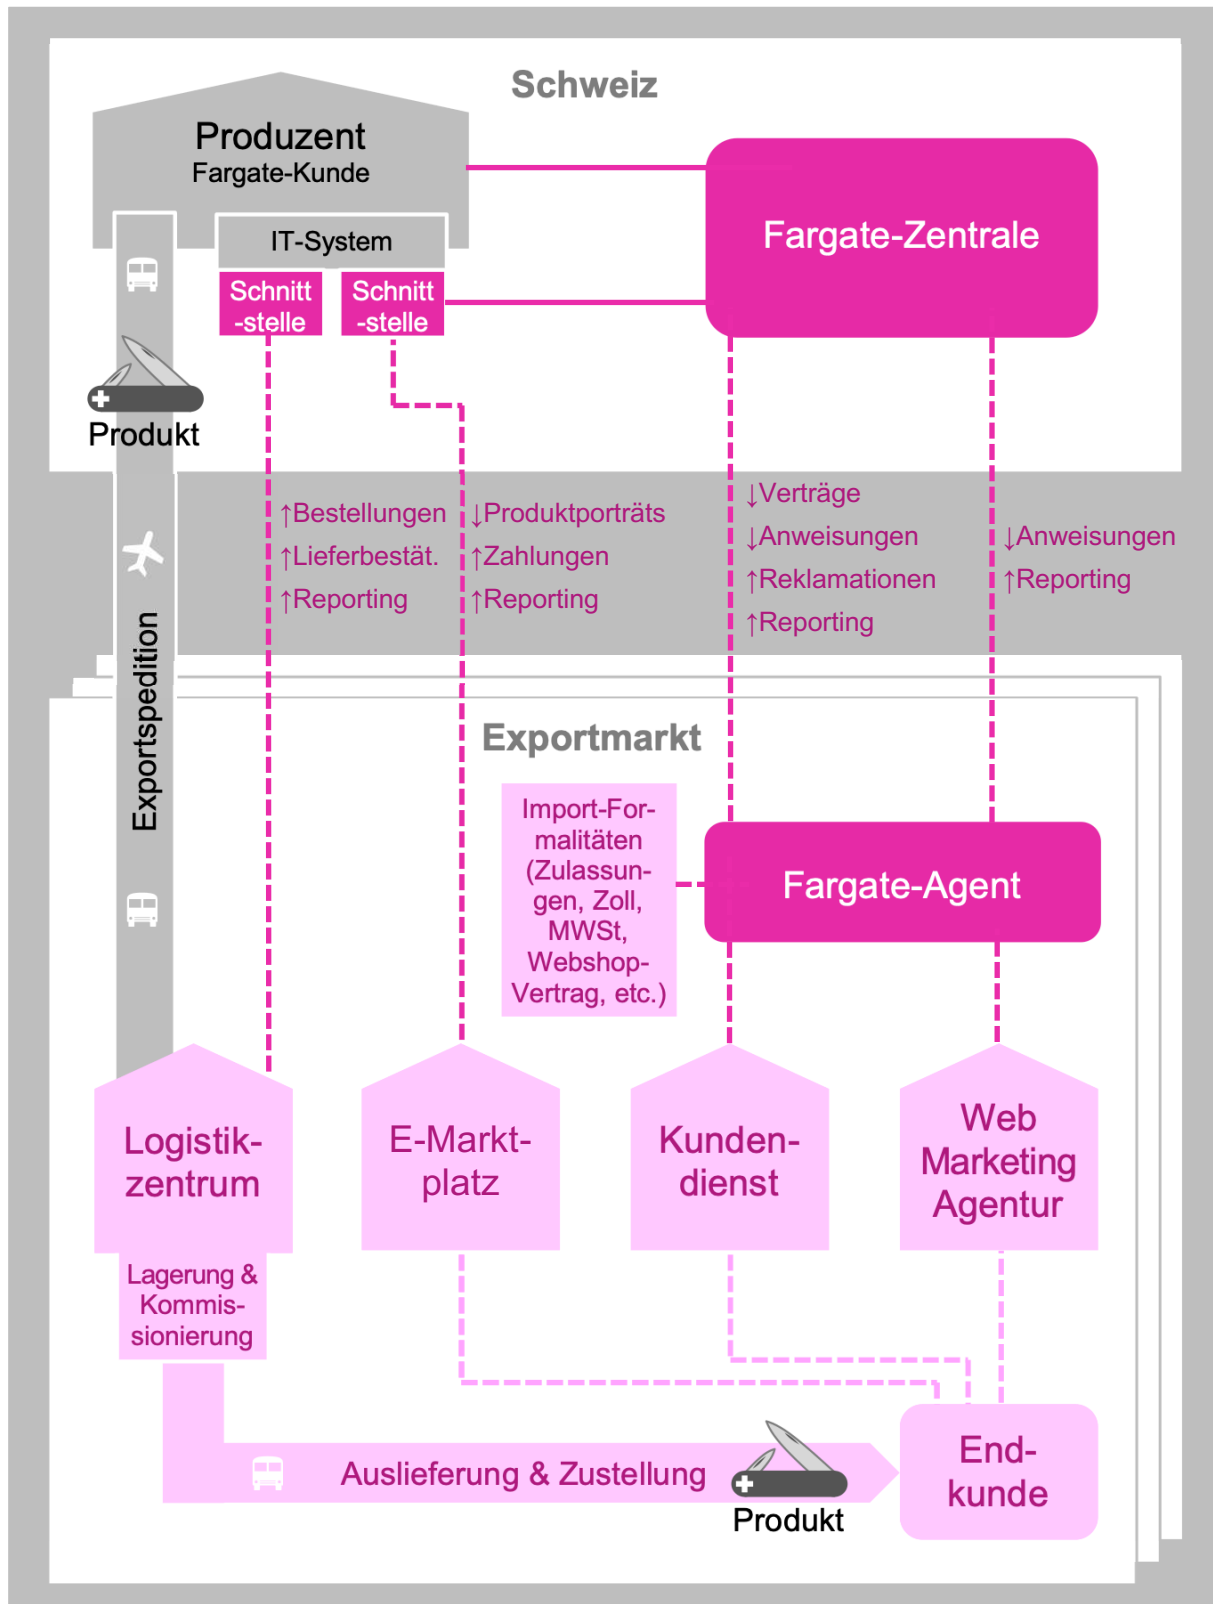 Schweiz
Produzent
Fargate-Kunde
IT-System
Schnitt
-stelle
Schnitt
-stelle
Fargate-Zentrale
Produkt
Exportspedition
↑Bestellungen
↑Lieferbestät.
↑Reporting
↓Produktporträts
↑Zahlungen
↑Reporting
↓Verträge
↓Anweisungen
↑Reklamationen
↑Reporting
↓Anweisungen
↑Reporting
Exportmarkt
Import-For-
malitäten
(Zulassun-
gen, Zoll,
MWSt,
Webshop-
Vertrag, etc.)
Fargate-Agent
Logistik-
zentrum
E-Markt-
platz
Kunden-
dienst
Web
Marketing
Agentur
Lagerung &
Kommis-
sionierung
Auslieferung & Zustellung
Produkt
End-
kunde